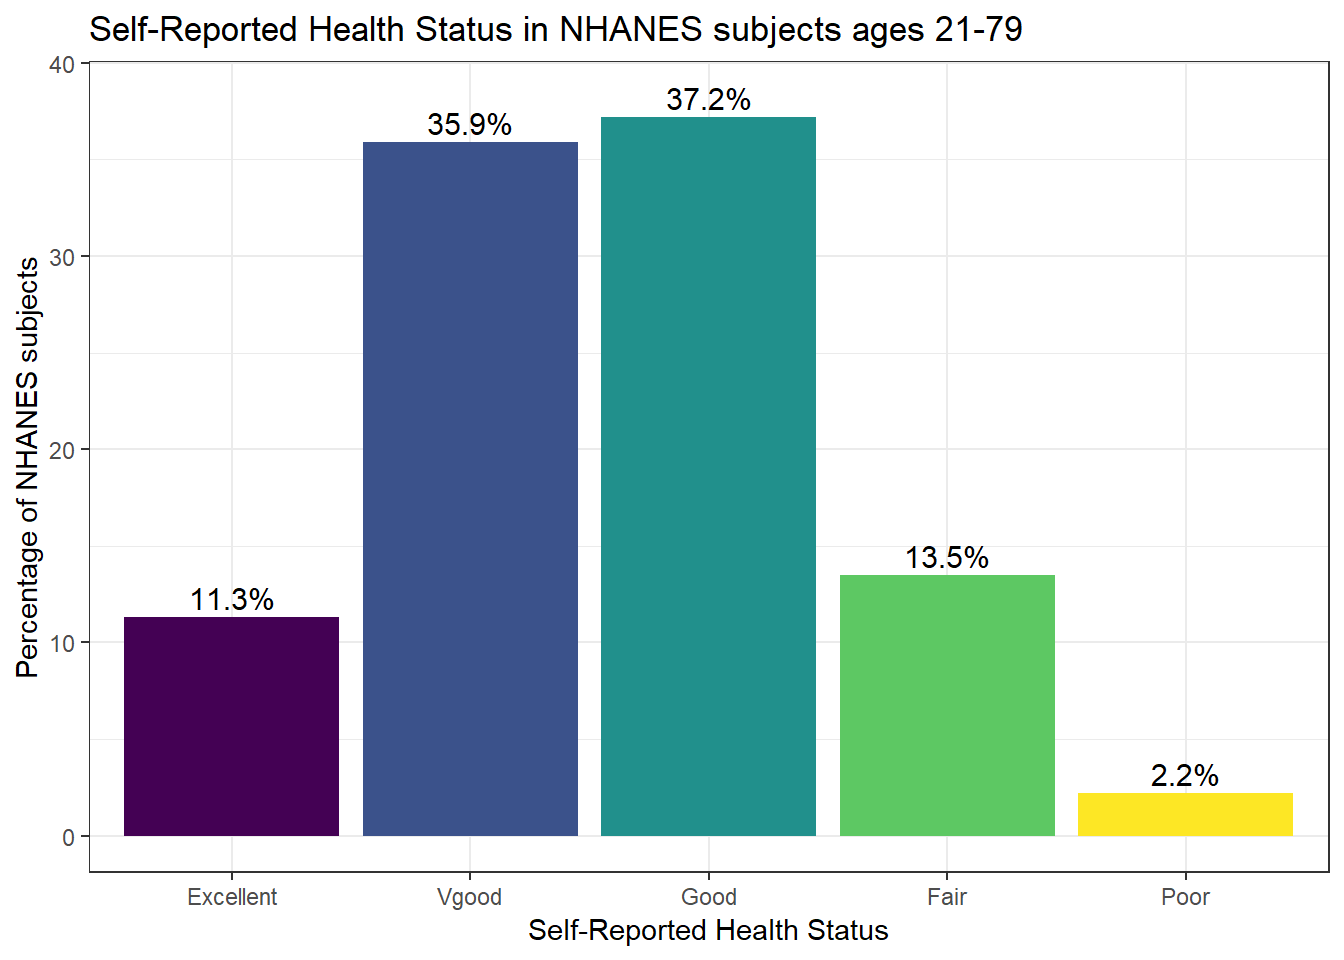 Self-Reported Health Status in NHANES subjects ages 21-79
40
30
20
10
0
Percentage of NHANES subjects
11.3%
35.9%
37.2%
13.5%
2.2%
Excellent
Vgood
Good
Fair
Poor
Self-Reported Health Status